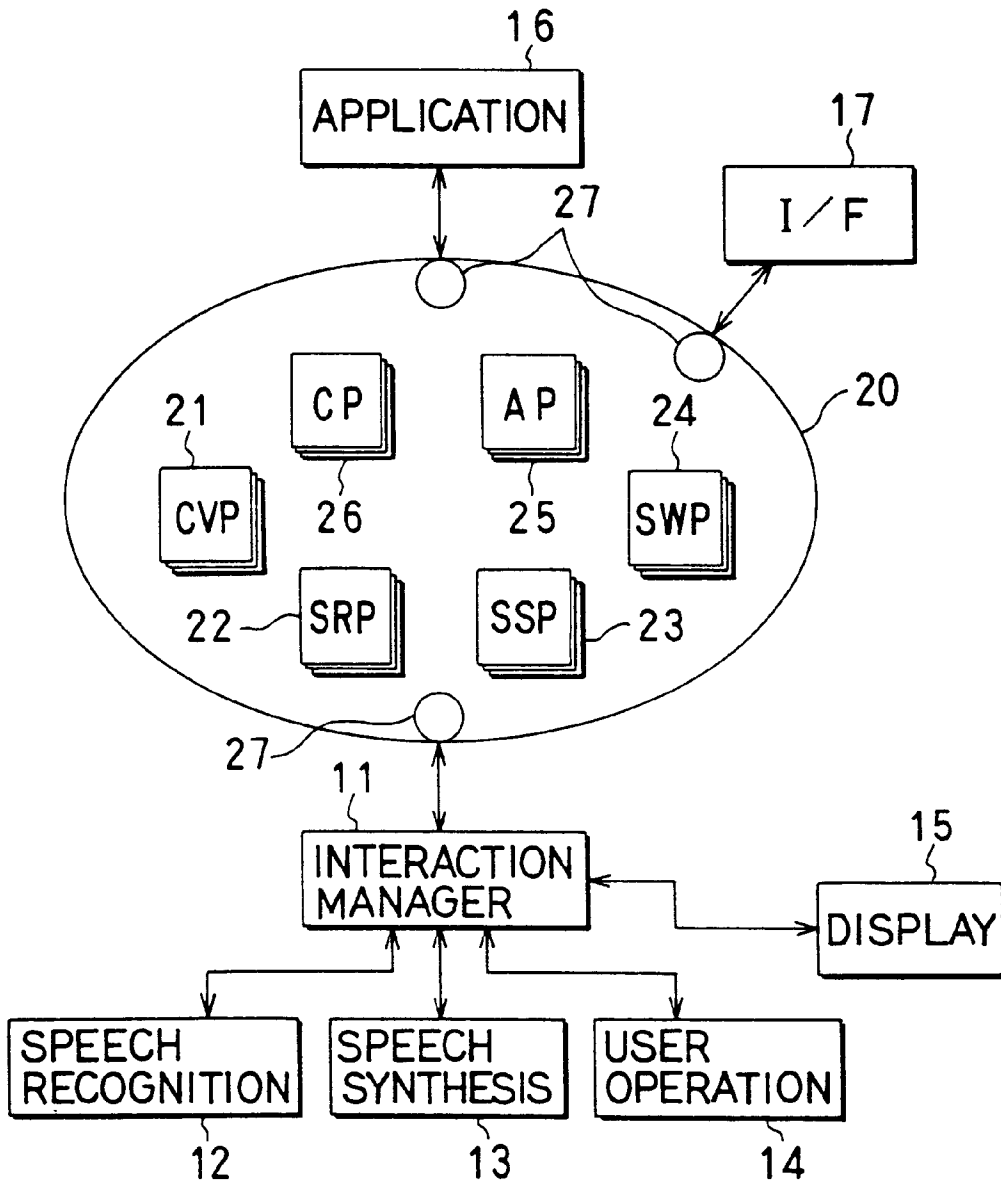 16
APPLICATION
17
I/F
27
20
CP
AP
21
24
CVP
26
25
SWP
22
SRP
SSP
23
27
11
INTERACTION
MANAGER
15
DISPLAY
SPEECH
RECOGNITION
SPEECH
SYNTHESIS
USER
OPERATION
12
13
14